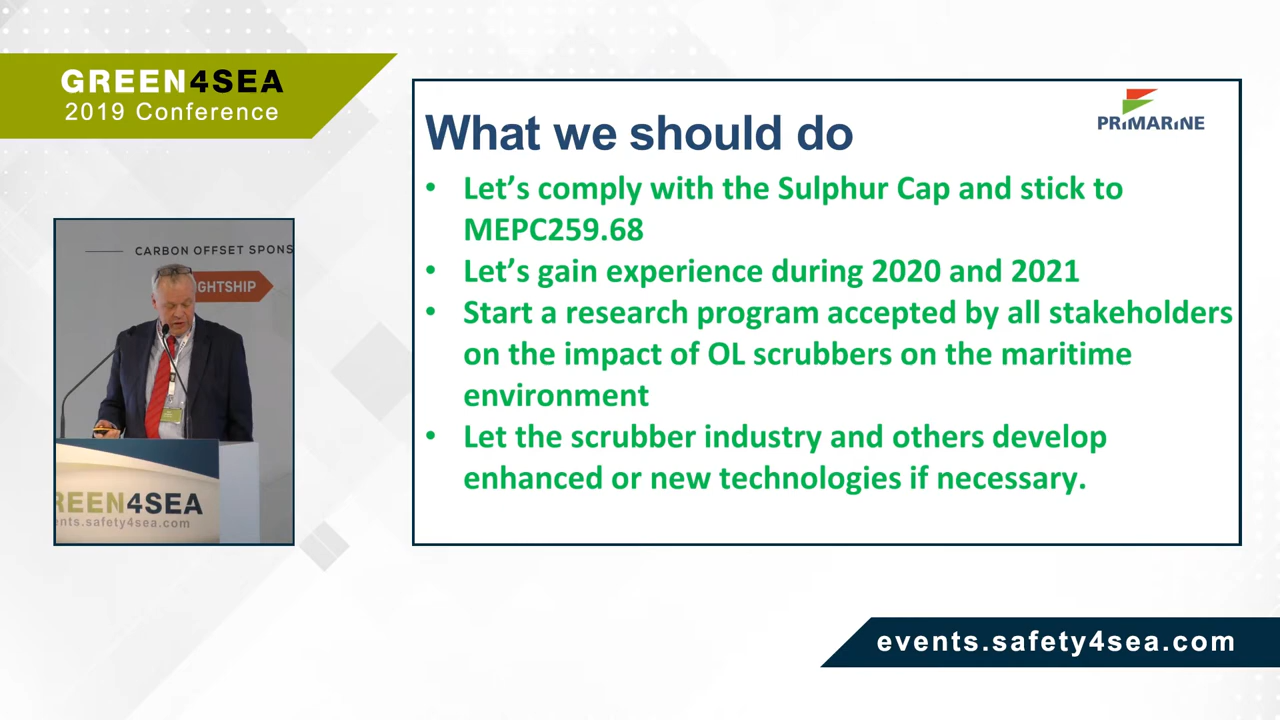 GREEN4SEA
2019 Conference
PRiMARiNE
What we should do
• Let’s comply with the Sulphur Cap and stick to
MEPC259.68
• Let’s gain experience during 2020 and 2021
• Start a research program accepted by all stakeholders
on the impact of OL scrubbers on the maritime
environment
• Let the scrubber industry and others develop
enhanced or new technologies if necessary.
CARBON OFFSET SPONS
GHTSHIP
REEN4SEA
ents.safety4sea.com
events.safety4sea.com